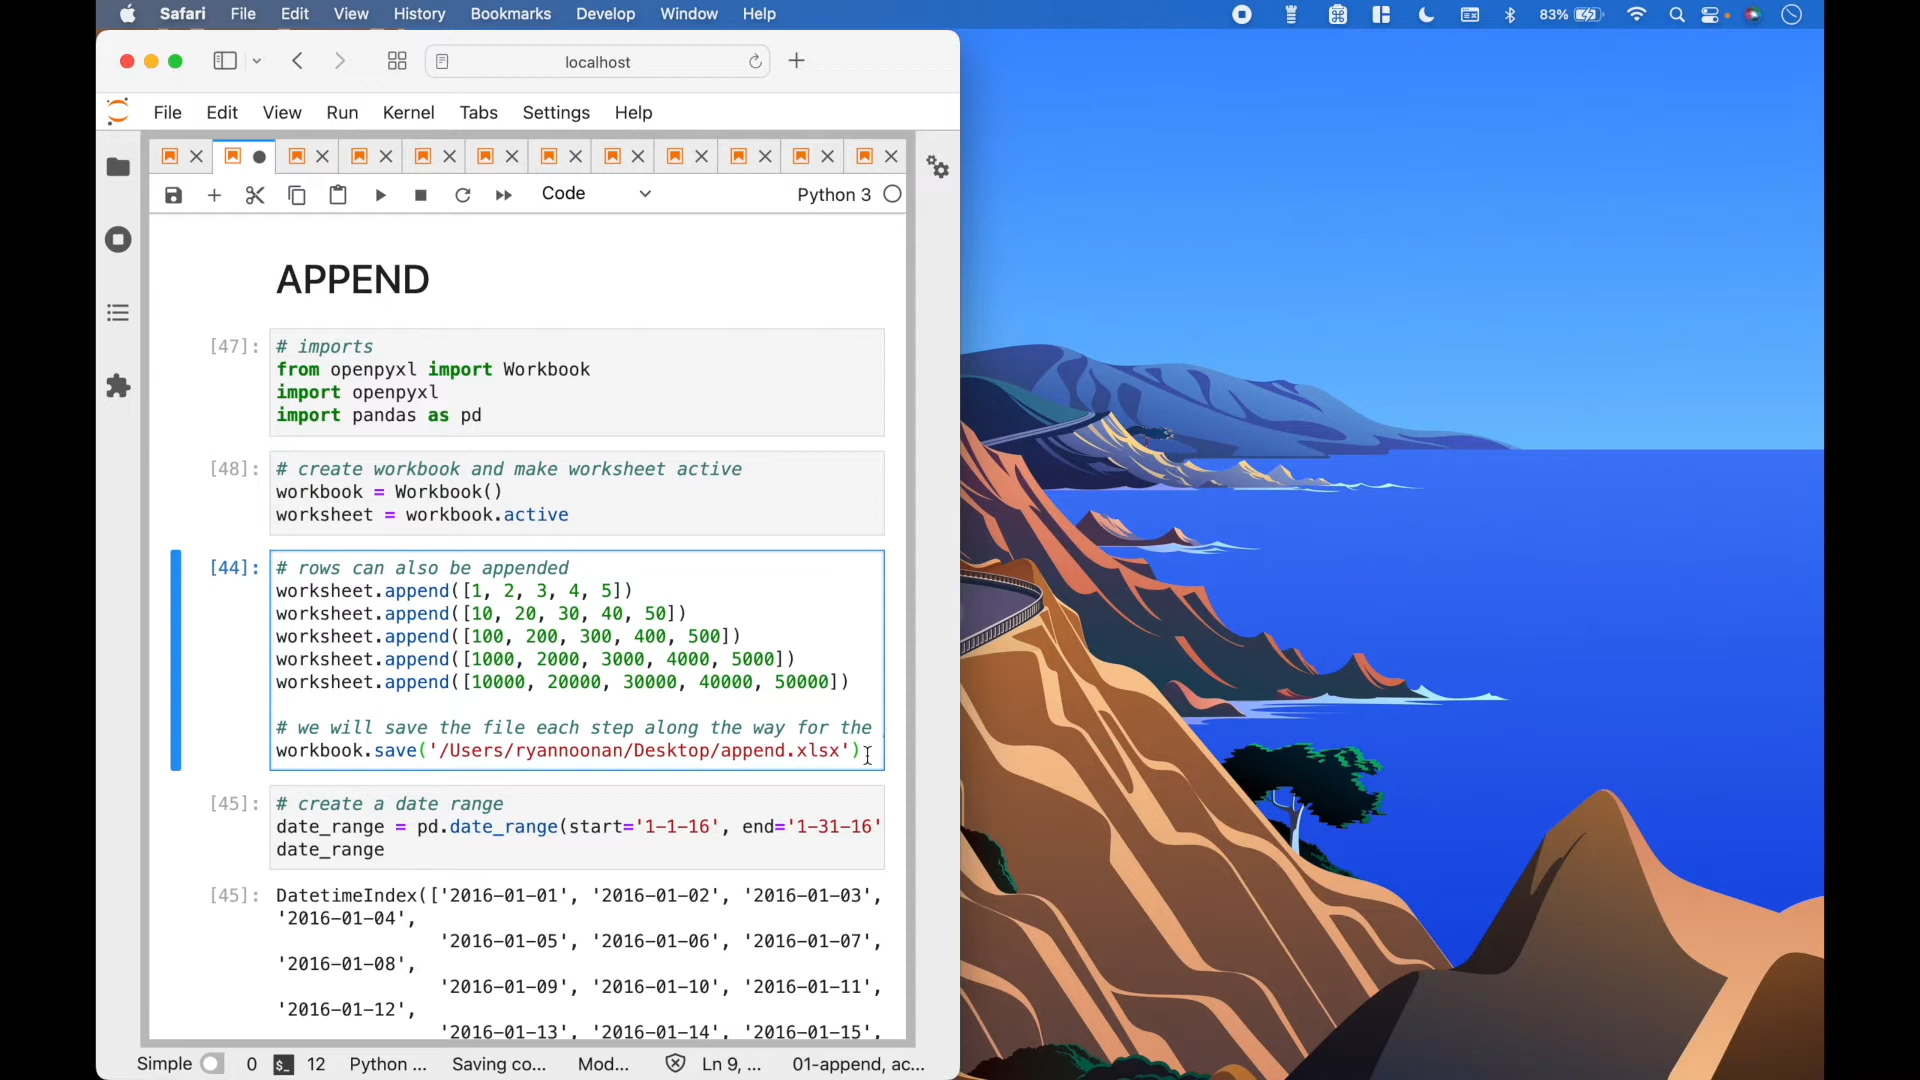 Safari File Edit View History Bookmarks Develop Window Help 83%
localhost
File Edit View Run Kernel Tabs Settings Help
Code Python 3
APPEND
[47]: # imports
from openpyxl import Workbook
import openpyxl
import pandas as pd
[48]: # create workbook and make worksheet active
workbook = Workbook()
worksheet = workbook.active
[44]: # rows can also be appended
worksheet.append([1, 2, 3, 4, 5])
worksheet.append([10, 20, 30, 40, 50])
worksheet.append([100, 200, 300, 400, 500])
worksheet.append([1000, 2000, 3000, 4000, 5000])
worksheet.append([10000, 20000, 30000, 40000, 50000])
# we will save the file each step along the way for the
workbook.save('/Users/ryannoonan/Desktop/append.xlsx')
[45]: # create a date range
date_range = pd.date_range(start='1-1-16', end='1-31-16'
date_range
[45]: DatetimeIndex(['2016-01-01', '2016-01-02', '2016-01-03',
'2016-01-04',
'2016-01-05', '2016-01-06', '2016-01-07',
'2016-01-08',
'2016-01-09', '2016-01-10', '2016-01-11',
'2016-01-12',
'2016-01-13', '2016-01-14', '2016-01-15',
Simple 0 $_ 12 Python ... Saving co... Mod... Ln 9, ... 01-append, ac...